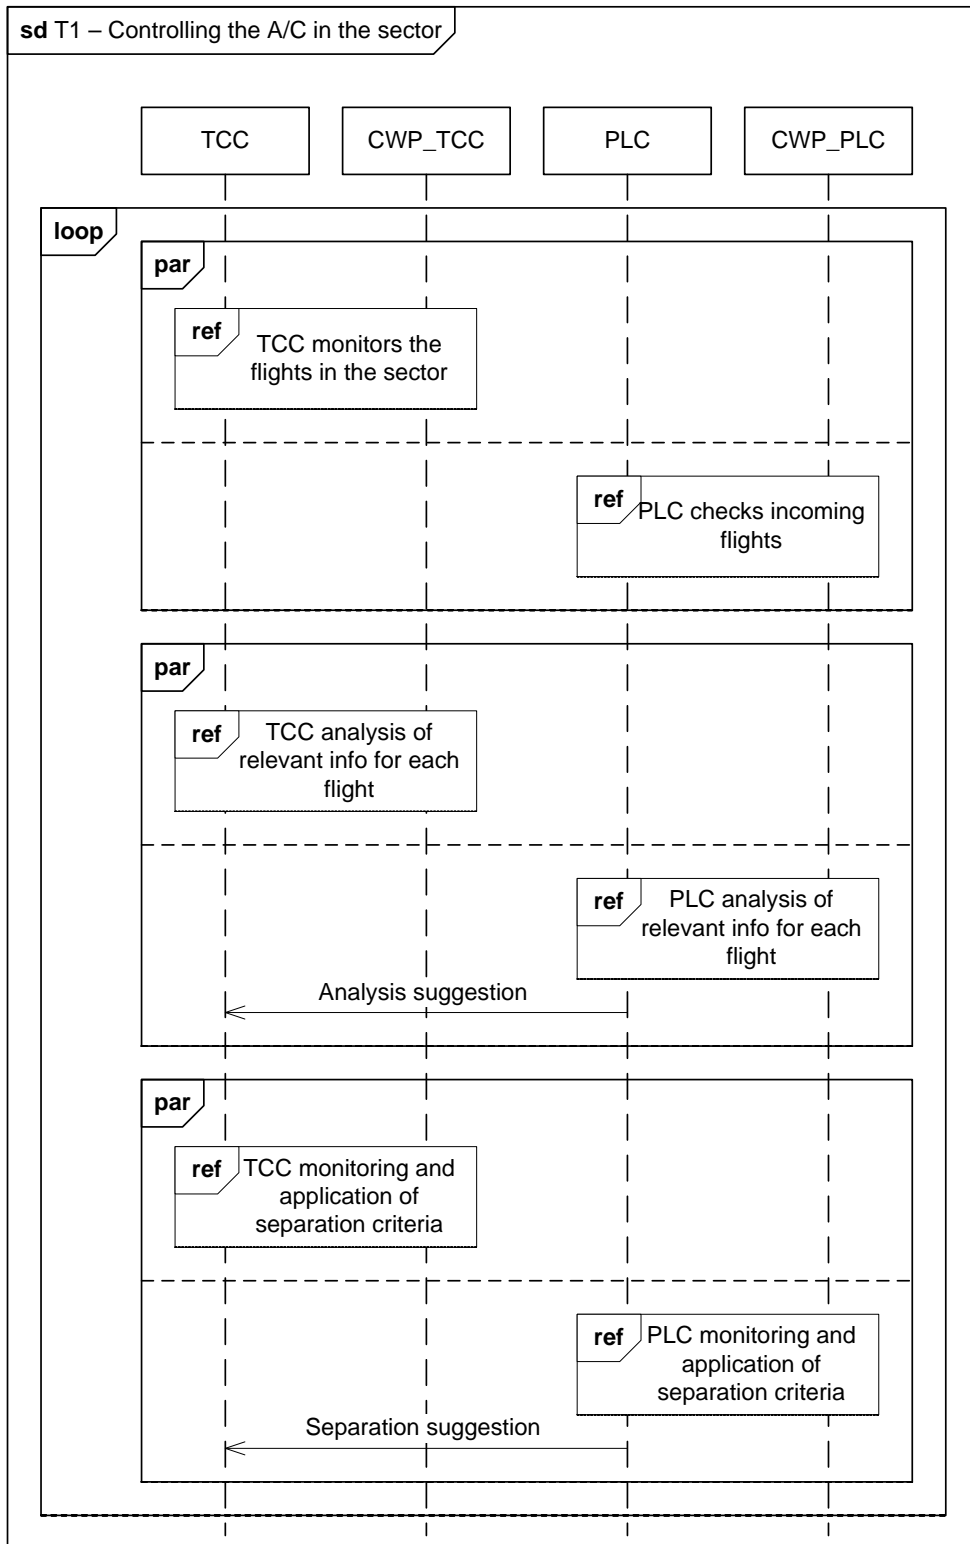 sd T1 – Controlling the A/C in the sector
TCC
CWP_TCC
PLC
CWP_PLC
loop
par
ref
TCC monitors the
flights in the sector
ref
PLC checks incoming
flights
par
ref
TCC analysis of
relevant info for each
flight
ref
PLC analysis of
relevant info for each
flight
Analysis suggestion
par
ref
TCC monitoring and
application of
separation criteria
ref
PLC monitoring and
application of
separation criteria
Separation suggestion